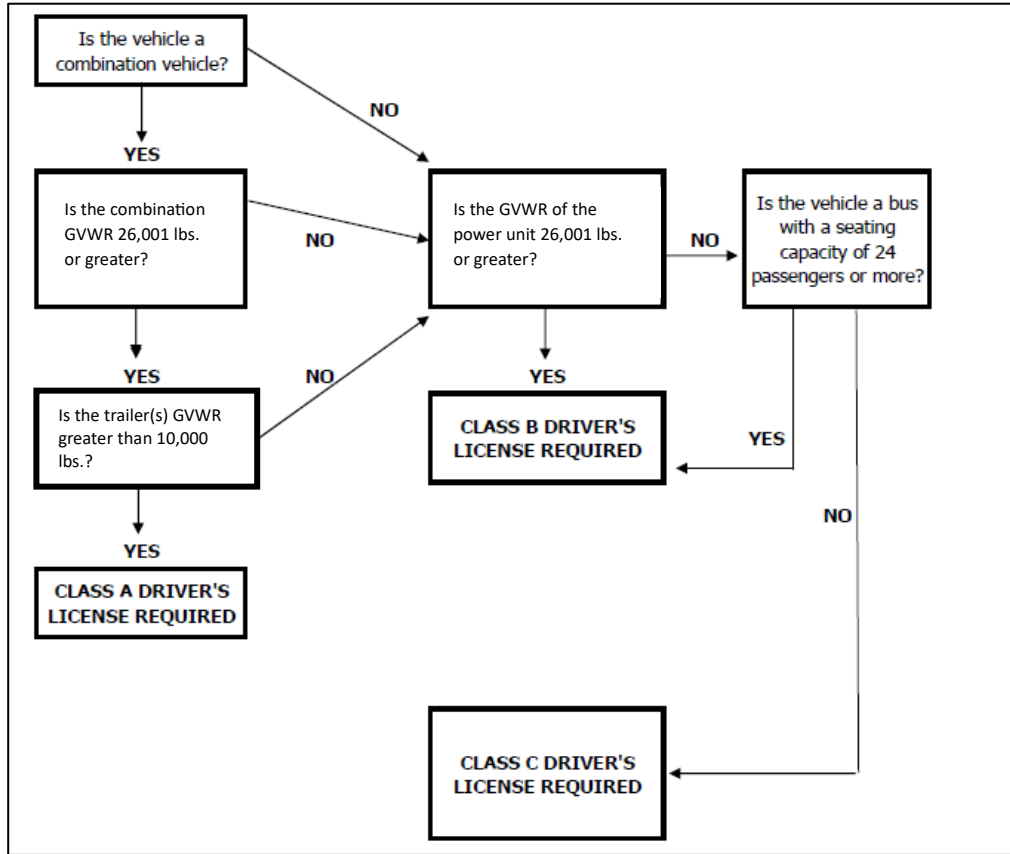 Is the vehicle a
combination vehicle?
NO
YES
Is the combination
GVWR 26,001 lbs.
or greater?
NO
Is the GVWR of the
power unit 26,001 lbs.
or greater?
NO
Is the vehicle a bus
with a seating
capacity of 24
passengers or more?
YES
NO
YES
Is the trailer(s) GVWR
greater than 10,000
lbs.?
CLASS B DRIVER'S
LICENSE REQUIRED
YES
NO
YES
CLASS A DRIVER'S
LICENSE REQUIRED
CLASS C DRIVER'S
LICENSE REQUIRED